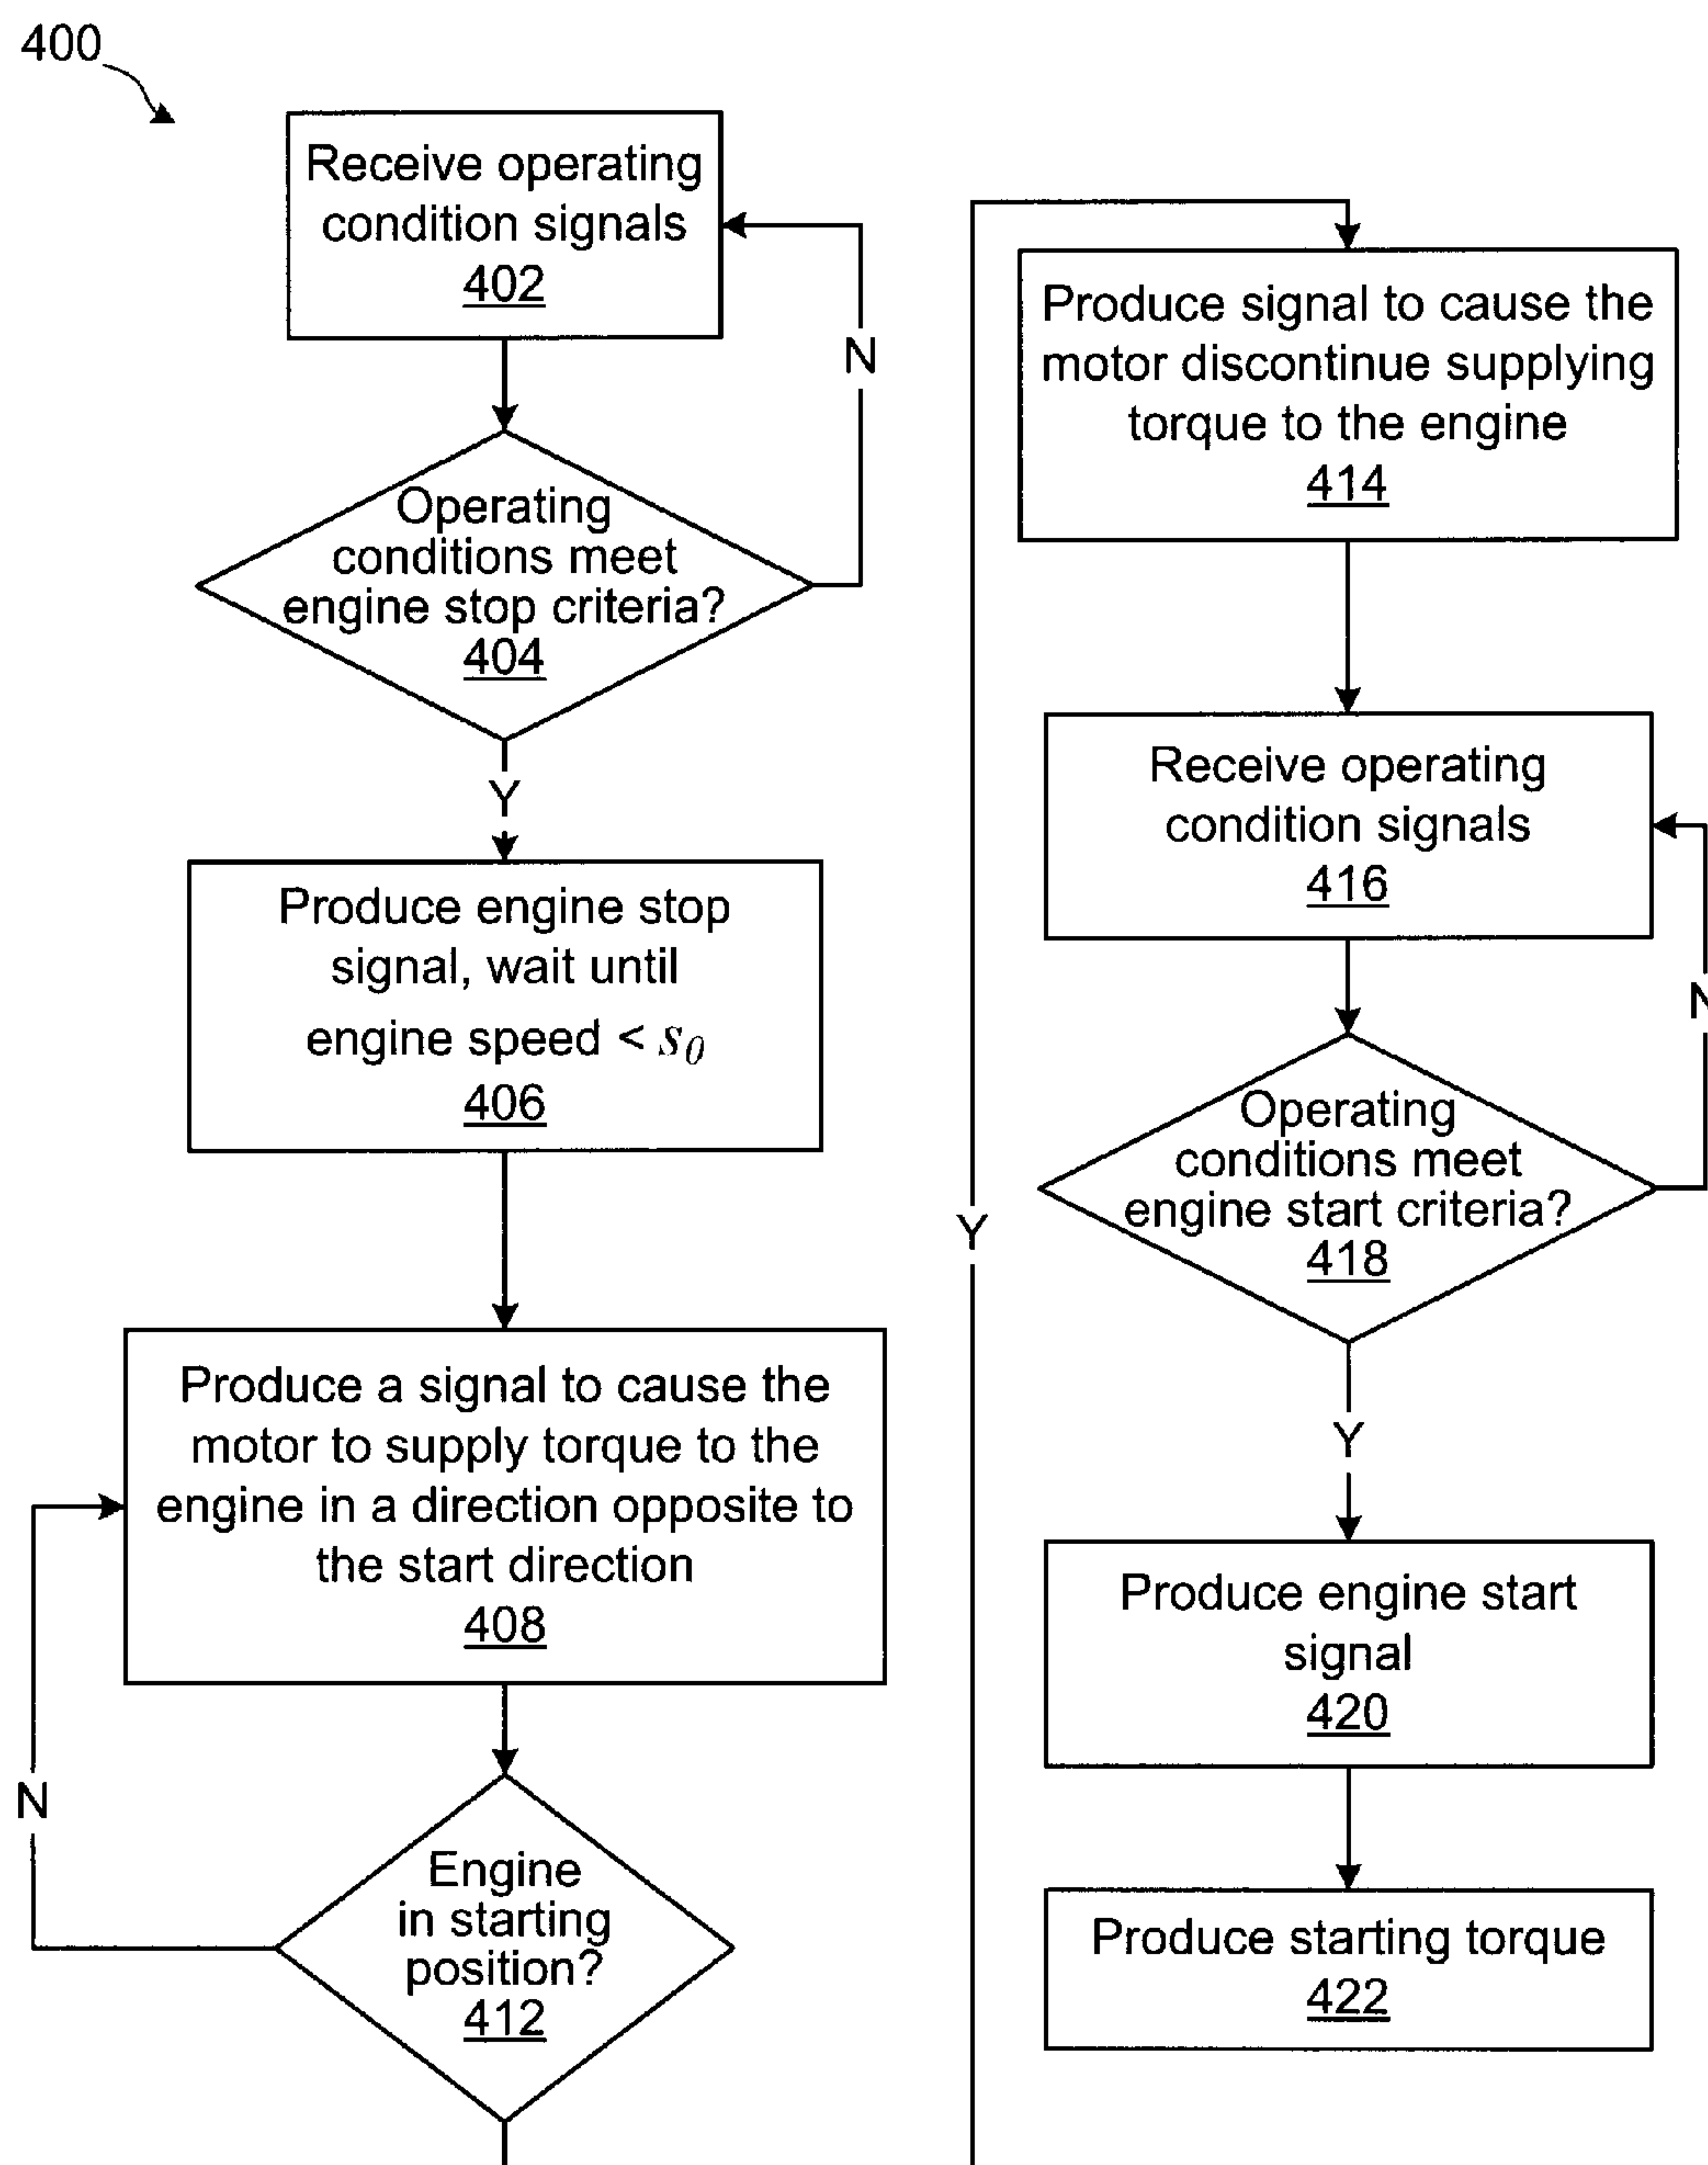 400
Receive operating
condition signals
402
N
Operating
conditions meet
engine stop criteria?
404
Y
Produce engine stop
signal, wait until
engine speed < s0
406
Produce a signal to cause the
motor to supply torque to the
engine in a direction opposite to
the start direction
408
N
Engine
in starting
position?
412
Y
Produce signal to cause the
motor discontinue supplying
torque to the engine
414
Receive operating
condition signals
416
N
Operating
conditions meet
engine start criteria?
418
Y
Produce engine start
signal
420
Produce starting torque
422